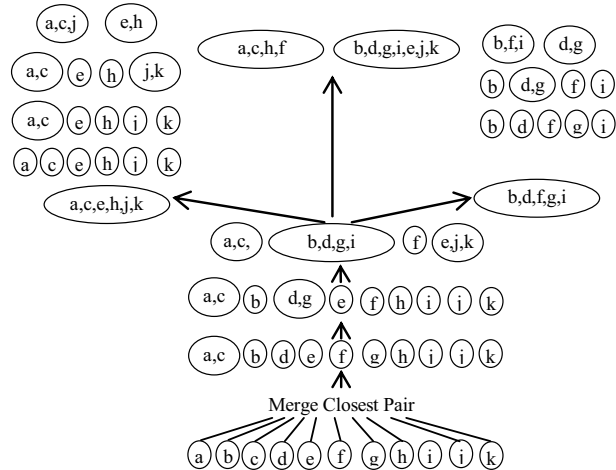 a,c,j e,h
a,c e h j,k
a,c e h j k
a c e h j k
a,c,e,h,j,k
a,c,h,f b,d,g,i,e,j,k
b,f,i d,g
b d,g f i
b d f g i
b,d,f,g,i
a,c, b,d,g,i f e,j,k
a,c b d,g e f h i j k
a,c b d e f g h i j k
Merge Closest Pair
a b c d e f g h i j k